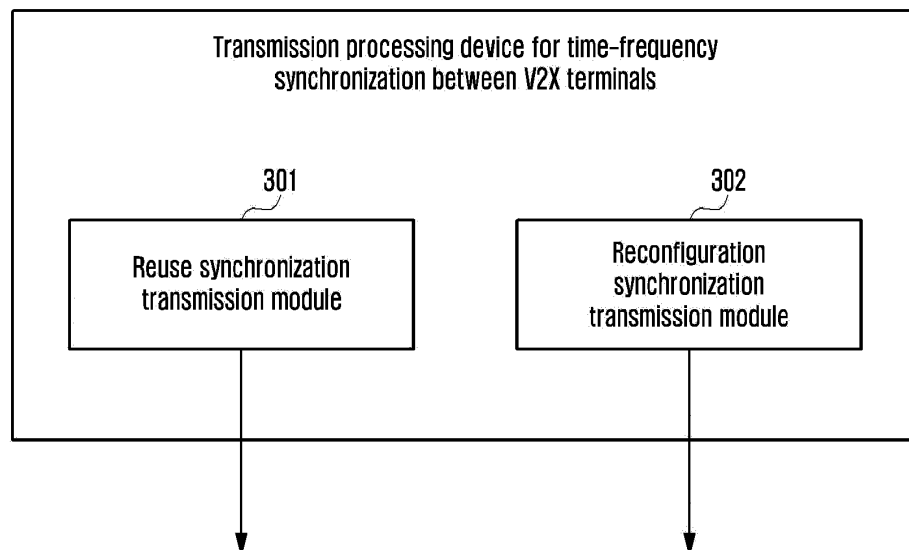 Transmission processing device for time-frequency
synchronization between V2X terminals
301
302
Reuse synchronization
transmission module
Reconfiguration
synchronization
transmission module